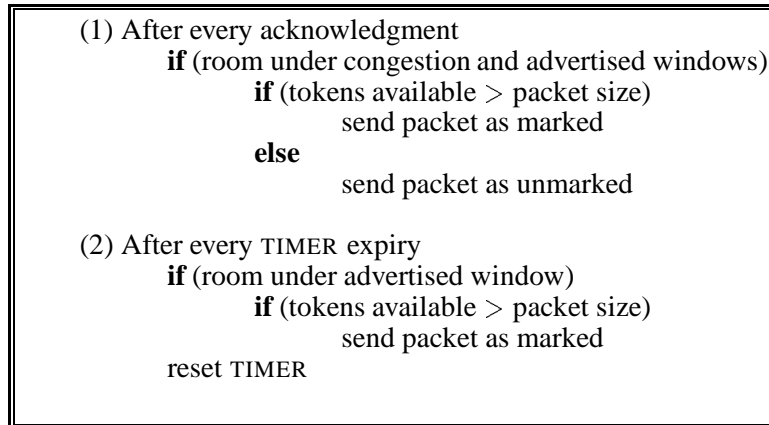 (1) After every acknowledgment
if (room under congestion and advertised windows)
if (tokens available > packet size)
send packet as marked
else
send packet as unmarked
(2) After every TIMER expiry
if (room under advertised window)
if (tokens available > packet size)
send packet as marked
reset TIMER